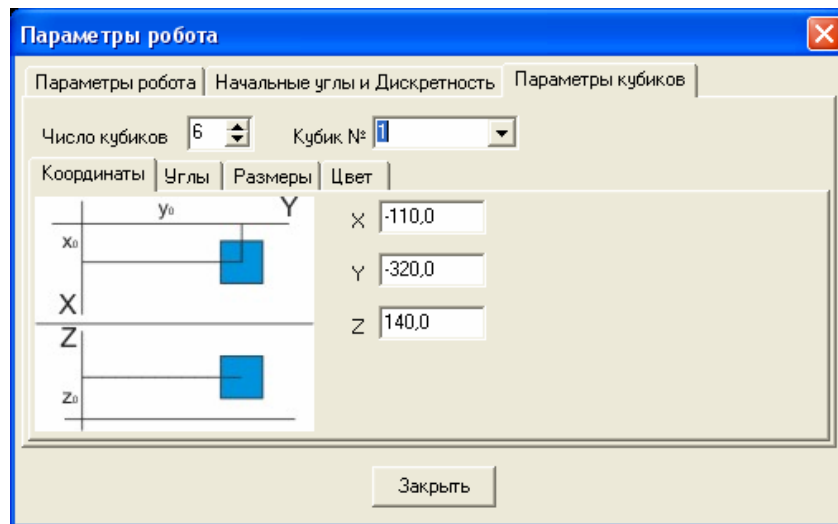 Параметры робота
Параметры робота Начальные углы и Дискретность Параметры кубиков
Число кубиков 6 Кубик № 1
Координаты Углы Размеры Цвет
y₀ Y
x₀
X
Z
z₀
X -110,0
Y -320,0
Z 140,0
Закрыть